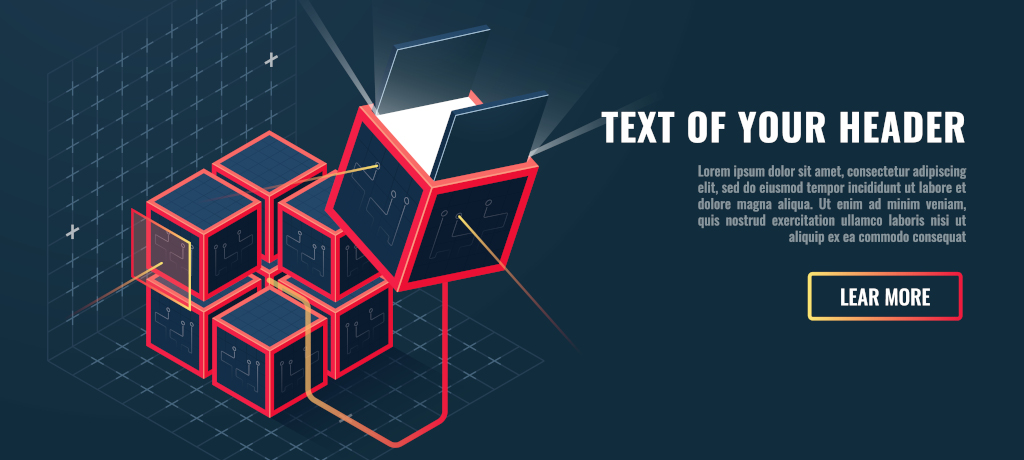 TEXT OF YOUR HEADER
Lorem ipsum dolor sit amet, consectetur adipiscing
elit, sed do eiusmod tempor incididunt ut labore et
dolore magna aliqua. Ut enim ad minim veniam,
quis nostrud exercitation ullamco laboris nisi ut
aliquip ex ea commodo consequat
LEAR MORE